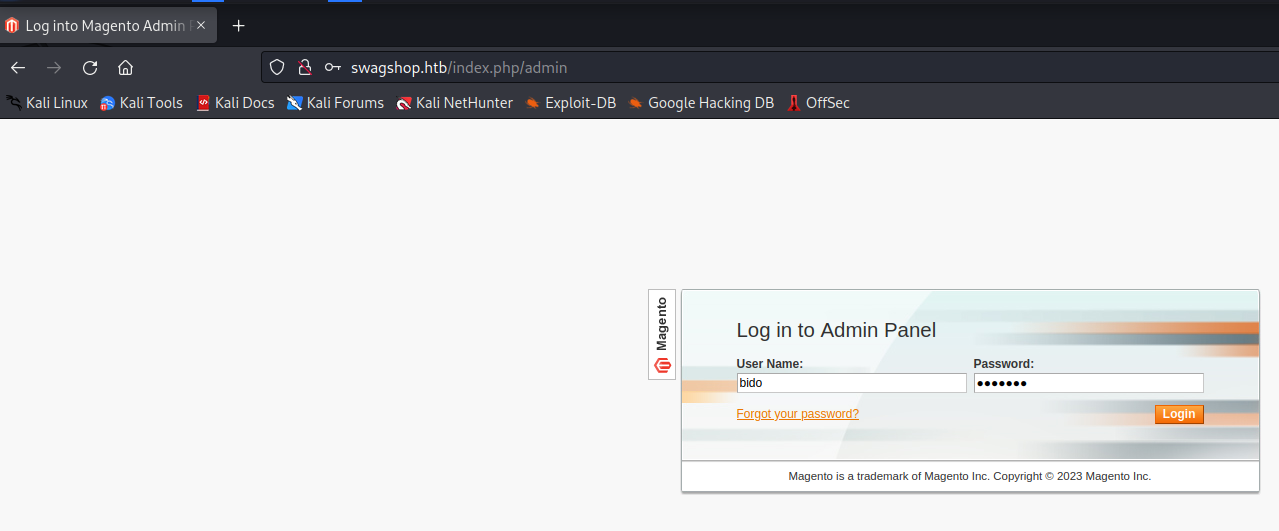 Log into Magento Admin P
swagshop.htb/index.php/admin
Kali Linux Kali Tools Kali Docs Kali Forums Kali NetHunter Exploit-DB Google Hacking DB OffSec
Magento
Log in to Admin Panel
User Name: Password:
bido •••••••
Forgot your password? Login
Magento is a trademark of Magento Inc. Copyright © 2023 Magento Inc.